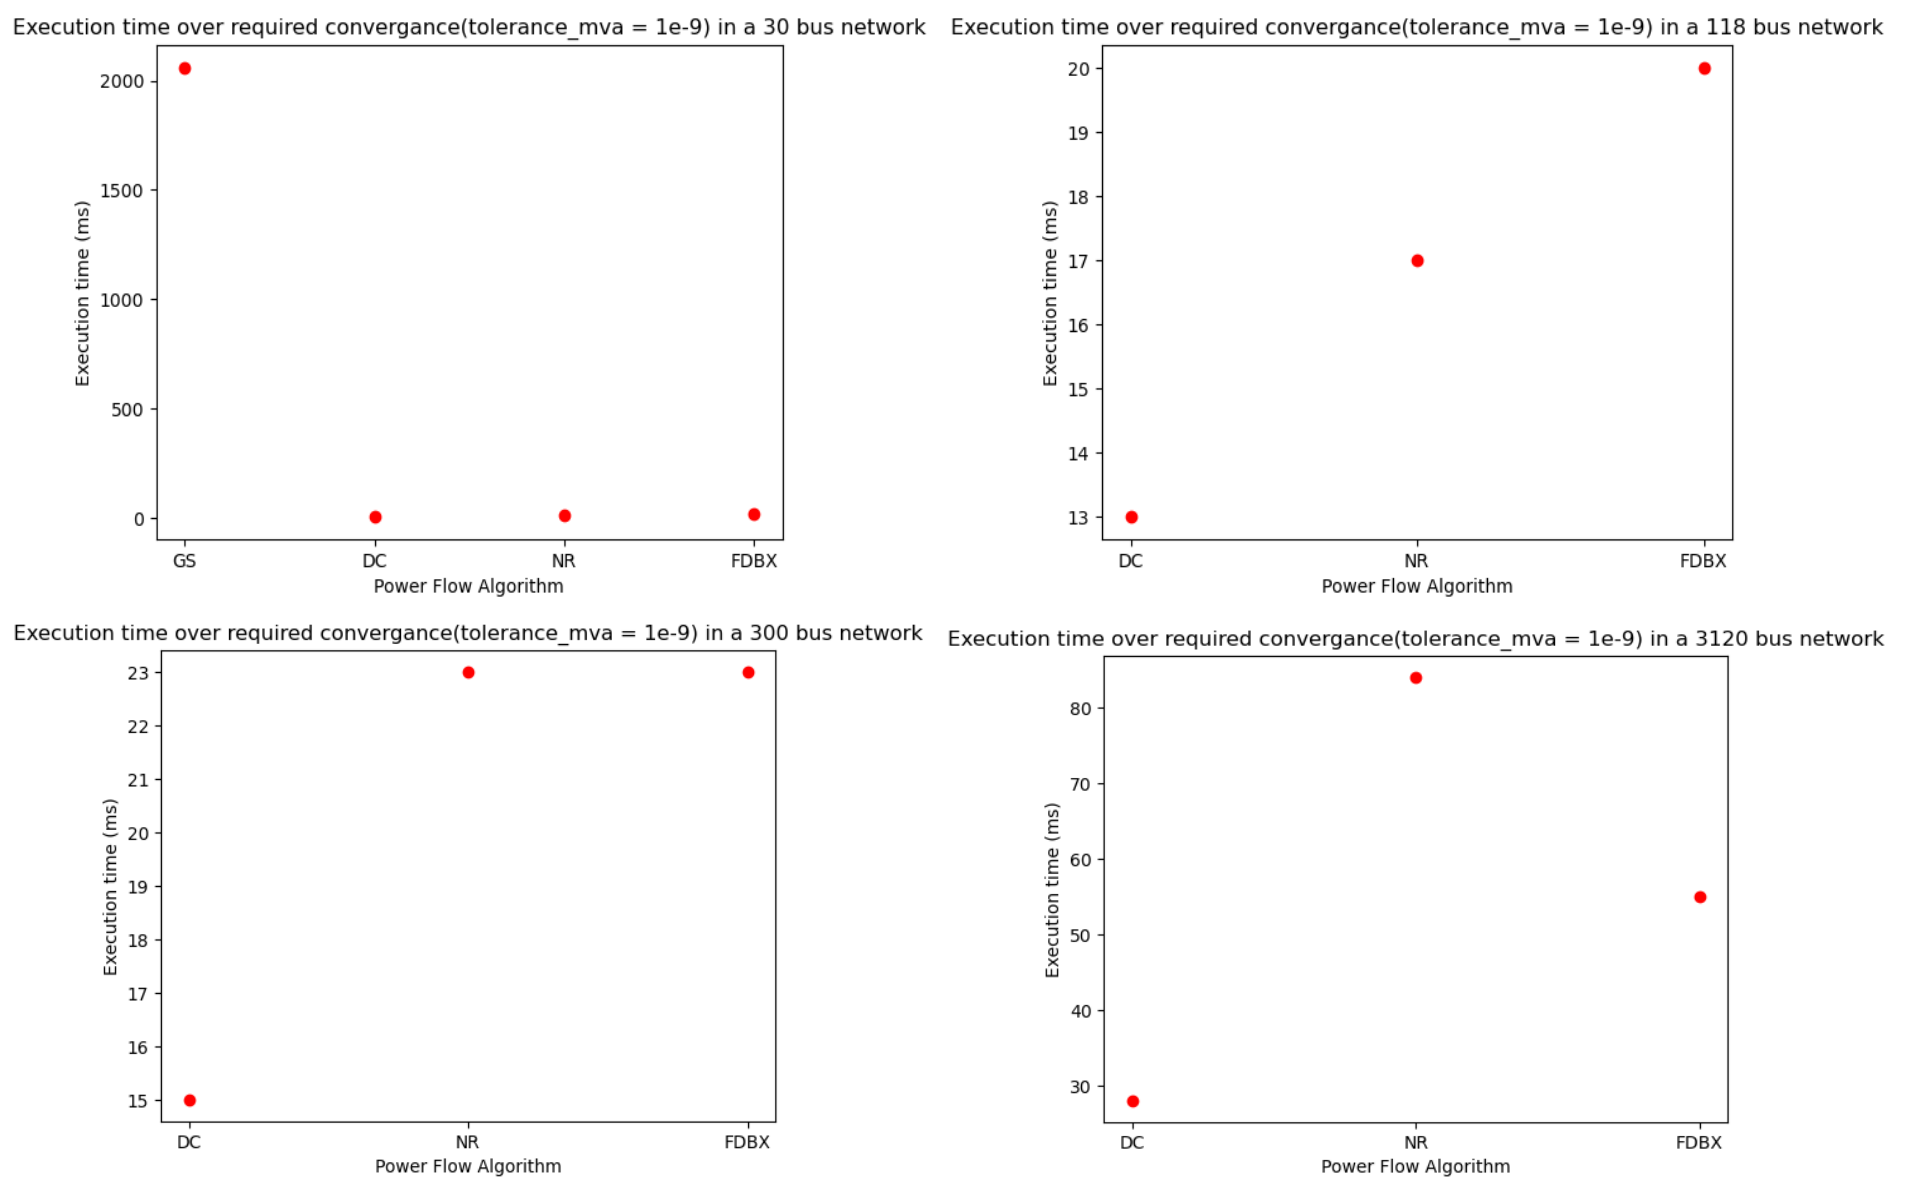 Execution time over required convergance(tolerance_mva = 1e-9) in a 30 bus network
2000
1500
1000
500
0
Execution time (ms)
GS DC NR FDBX
Power Flow Algorithm
Execution time over required convergance(tolerance_mva = 1e-9) in a 118 bus network
20
19
18
17
16
15
14
13
Execution time (ms)
DC NR FDBX
Power Flow Algorithm
Execution time over required convergance(tolerance_mva = 1e-9) in a 300 bus network
23
22
21
20
19
18
17
16
15
Execution time (ms)
DC NR FDBX
Power Flow Algorithm
Execution time over required convergance(tolerance_mva = 1e-9) in a 3120 bus network
80
70
60
50
40
30
Execution time (ms)
DC NR FDBX
Power Flow Algorithm